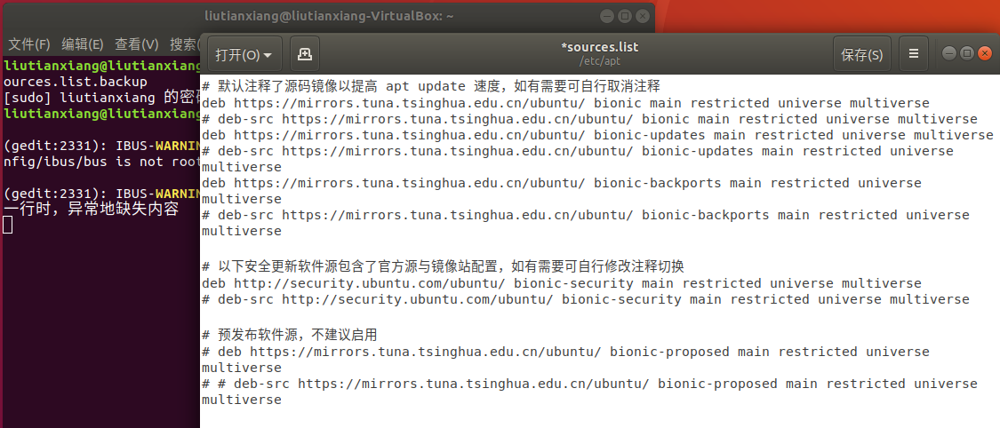 liutianxiang@liutianxiang-VirtualBox: ~
文件(F) 编辑(E) 查看(V) 搜索(
liutianxiang@liutianxiang
ources.list.backup
[sudo] liutianxiang 的密
liutianxiang@liutianxiang
(gedit:2331): IBUS-WARNIN
nfig/ibus/bus is not root
(gedit:2331): IBUS-WARNIN
一行时，异常地缺失内容
打开(O)
*sources.list
/etc/apt
保存(S)
# 默认注释了源码镜像以提高 apt update 速度，如有需要可自行取消注释
deb https://mirrors.tuna.tsinghua.edu.cn/ubuntu/ bionic main restricted universe multiverse
# deb-src https://mirrors.tuna.tsinghua.edu.cn/ubuntu/ bionic main restricted universe multiverse
deb https://mirrors.tuna.tsinghua.edu.cn/ubuntu/ bionic-updates main restricted universe multiverse
# deb-src https://mirrors.tuna.tsinghua.edu.cn/ubuntu/ bionic-updates main restricted universe
multiverse
deb https://mirrors.tuna.tsinghua.edu.cn/ubuntu/ bionic-backports main restricted universe
multiverse
# deb-src https://mirrors.tuna.tsinghua.edu.cn/ubuntu/ bionic-backports main restricted universe
multiverse
# 以下安全更新软件源包含了官方源与镜像站配置，如有需要可自行修改注释切换
deb http://security.ubuntu.com/ubuntu/ bionic-security main restricted universe multiverse
# deb-src http://security.ubuntu.com/ubuntu/ bionic-security main restricted universe multiverse
# 预发布软件源，不建议启用
# deb https://mirrors.tuna.tsinghua.edu.cn/ubuntu/ bionic-proposed main restricted universe
multiverse
# # deb-src https://mirrors.tuna.tsinghua.edu.cn/ubuntu/ bionic-proposed main restricted universe
multiverse